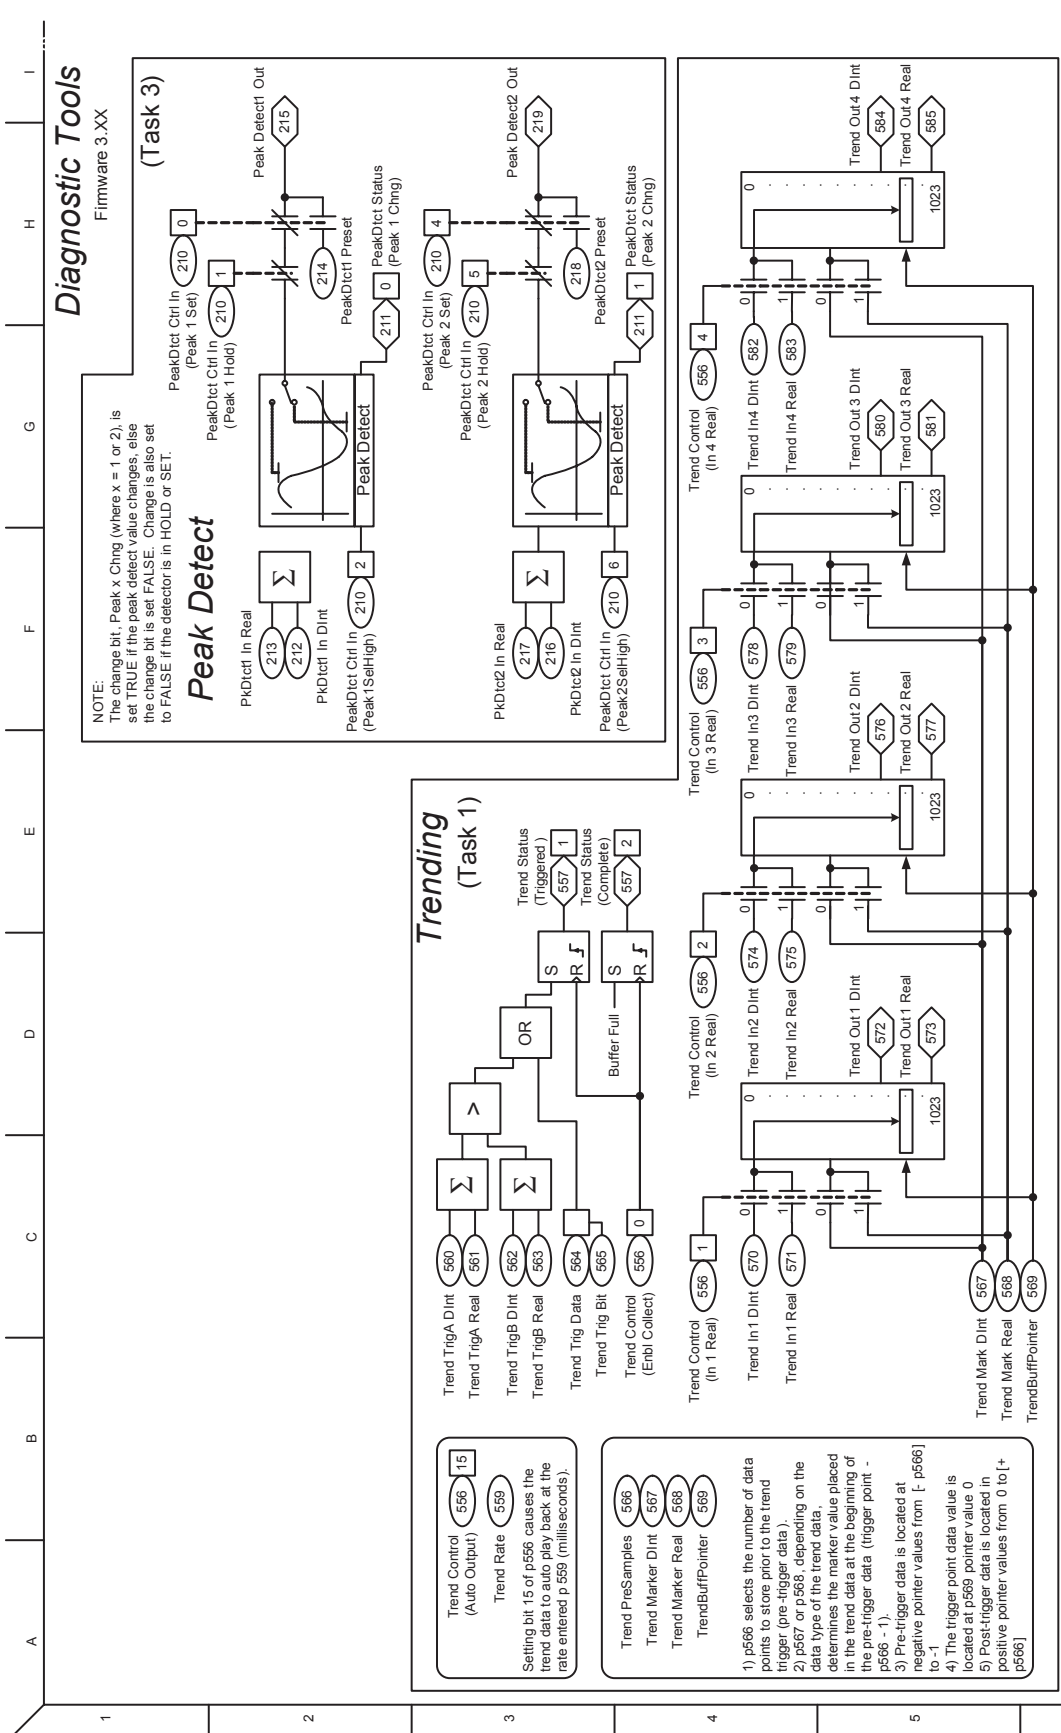 I
H
G
F
E
D
C
B
A
1
2
3
4
5
Diagnostic Tools
Firmware 3.XX
NOTE:
The change bit, Peak x Chng (where x = 1 or 2), is
set TRUE if the peak detect value changes, else
the change bit is set FALSE. Change is also set
to FALSE if the detector is in HOLD or SET.
Peak Detect
(Task 3)
PkDtct1 In Real
213
212
PkDtct1 In DInt
Σ
PeakDtct Ctrl In
(Peak1SelHigh)
210
2
Peak Detect
PeakDtct Ctrl In
(Peak 1 Set)
210
0
PeakDtct Ctrl In
(Peak 1 Hold)
210
1
Peak Detect1 Out
215
214
PeakDtct1 Preset
PeakDtct Status
(Peak 1 Chng)
211
0
PkDtct2 In Real
217
216
PkDtct2 In DInt
Σ
PeakDtct Ctrl In
(Peak2SelHigh)
210
6
Peak Detect
PeakDtct Ctrl In
(Peak 2 Set)
210
4
PeakDtct Ctrl In
(Peak 2 Hold)
210
5
Peak Detect2 Out
219
218
PeakDtct2 Preset
PeakDtct Status
(Peak 2 Chng)
211
1
Trending
(Task 1)
Trend Control
(Auto Output)
556
15
Trend Rate
559
Setting bit 15 of p556 causes the
trend data to auto play back at the
rate entered p 559 (milliseconds).
Trend PreSamples
566
Trend Marker DInt
567
Trend Marker Real
568
TrendBuffPointer
569
1) p566 selects the number of data
points to store prior to the trend
trigger (pre-trigger data).
2) p567 or p568, depending on the
data type of the trend data,
determines the marker value placed
in the trend data at the beginning of
the pre-trigger data (trigger point -
p566 - 1).
3) Pre-trigger data is located at
negative pointer values from [- p566]
to -1
4) The trigger point data value is
located at p569 pointer value 0
5) Post-trigger data is located in
positive pointer values from 0 to [+
p566]
Trend TrigA DInt
560
Trend TrigA Real
561
Σ
Trend TrigB DInt
562
Trend TrigB Real
563
Σ
>
OR
Trend Trig Data
564
Trend Trig Bit
565
Trend Control
(Enbl Collect)
556
0
S
R
Trend Status
(Triggered )
557
1
Buffer Full
S
R
Trend Status
(Complete)
557
2
Trend Control
(In 1 Real)
556
1
Trend In1 DInt
570
0
Trend In1 Real
571
1
0
1
0
1023
Trend Out1 DInt
572
Trend Out1 Real
573
Trend Control
(In 2 Real)
556
2
Trend In2 DInt
574
0
Trend In2 Real
575
1
0
1
0
1023
Trend Out2 DInt
576
Trend Out2 Real
577
Trend Control
(In 3 Real)
556
3
Trend In3 DInt
578
0
Trend In3 Real
579
1
0
1
0
1023
Trend Out 3 DInt
580
Trend Out 3 Real
581
Trend Control
(In 4 Real)
556
4
Trend In4 DInt
582
0
Trend In4 Real
583
1
0
1
0
1023
Trend Out4 DInt
584
Trend Out4 Real
585
Trend Mark DInt
567
Trend Mark Real
568
TrendBuffPointer
569